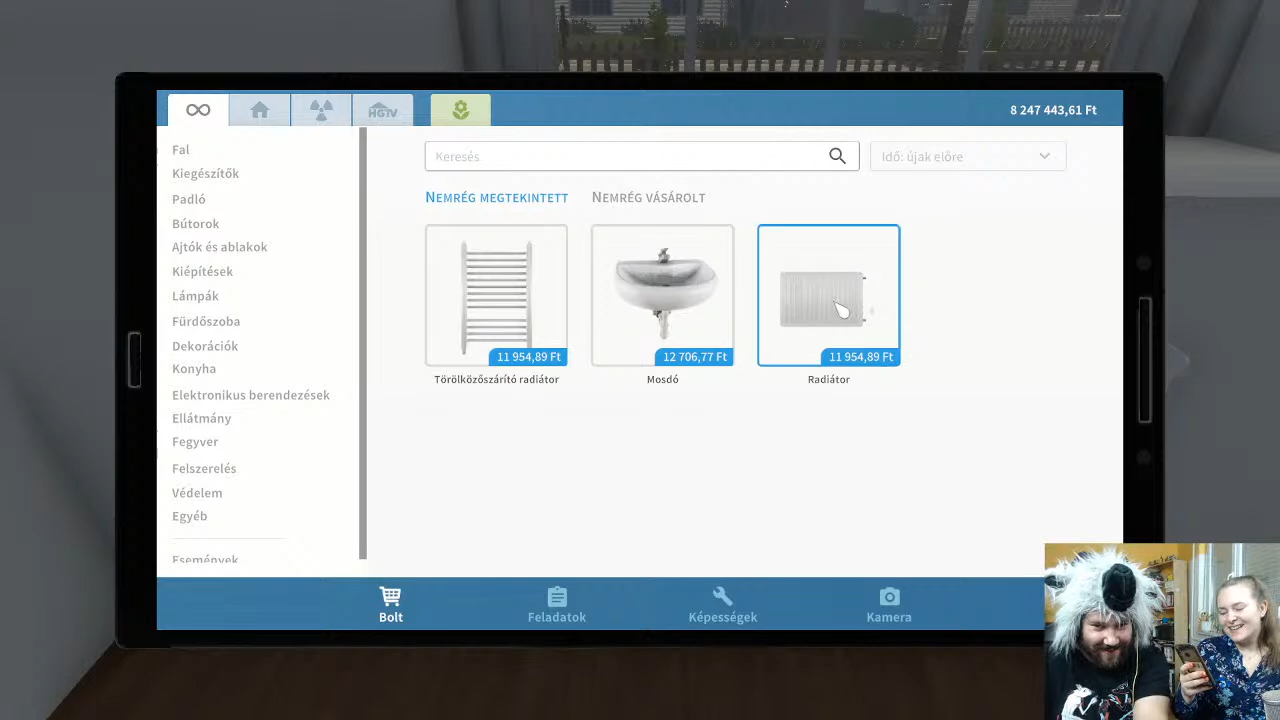 HGTV
8 247 443,61 Ft
Fal
Kiegészítők
Padló
Bútorok
Ajtók és ablakok
Kiépítések
Lámpák
Fürdőszoba
Dekorációk
Konyha
Elektronikus berendezések
Ellátmány
Fegyver
Felszerelés
Védelem
Egyéb
Események
Keresés
Idő: újak előre
NEMRÉG MEGTEKINTETT
NEMRÉG VÁSÁROLT
11 954,89 Ft
12 706,77 Ft
11 954,89 Ft
Törölközőszárító radiátor
Mosdó
Radiátor
Bolt
Feladatok
Képességek
Kamera